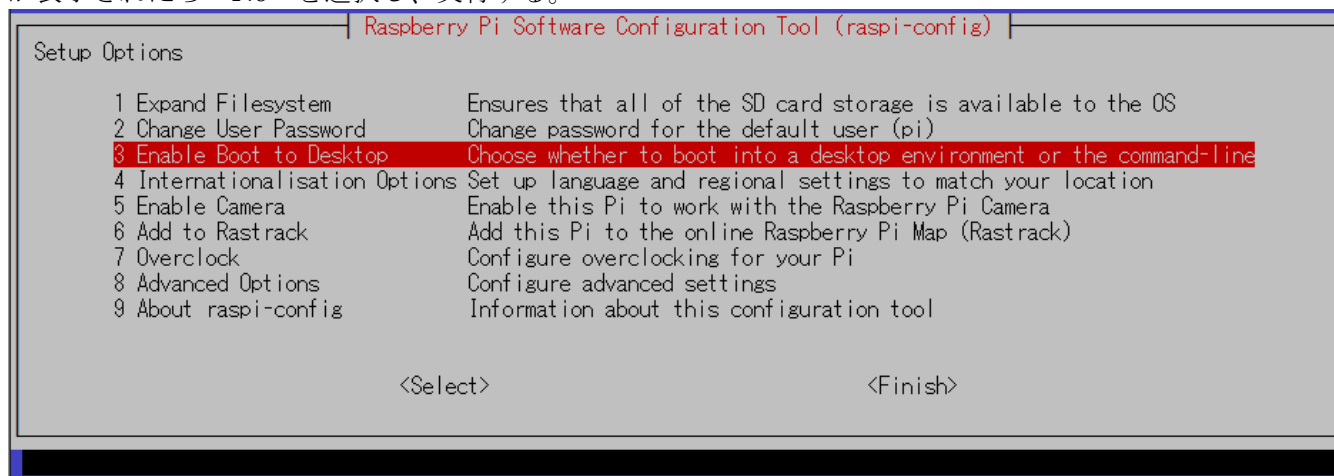 Raspberry Pi Software Configuration Tool (raspi-config)
Setup Options
1 Expand Filesystem Ensures that all of the SD card storage is available to the OS
2 Change User Password Change password for the default user (pi)
3 Enable Boot to Desktop Choose whether to boot into a desktop environment or the command-line
4 Internationalisation Options Set up language and regional settings to match your location
5 Enable Camera Enable this Pi to work with the Raspberry Pi Camera
6 Add to Rastrack Add this Pi to the online Raspberry Pi Map (Rastrack)
7 Overclock Configure overclocking for your Pi
8 Advanced Options Configure advanced settings
9 About raspi-config Information about this configuration tool
<Select> <Finish>